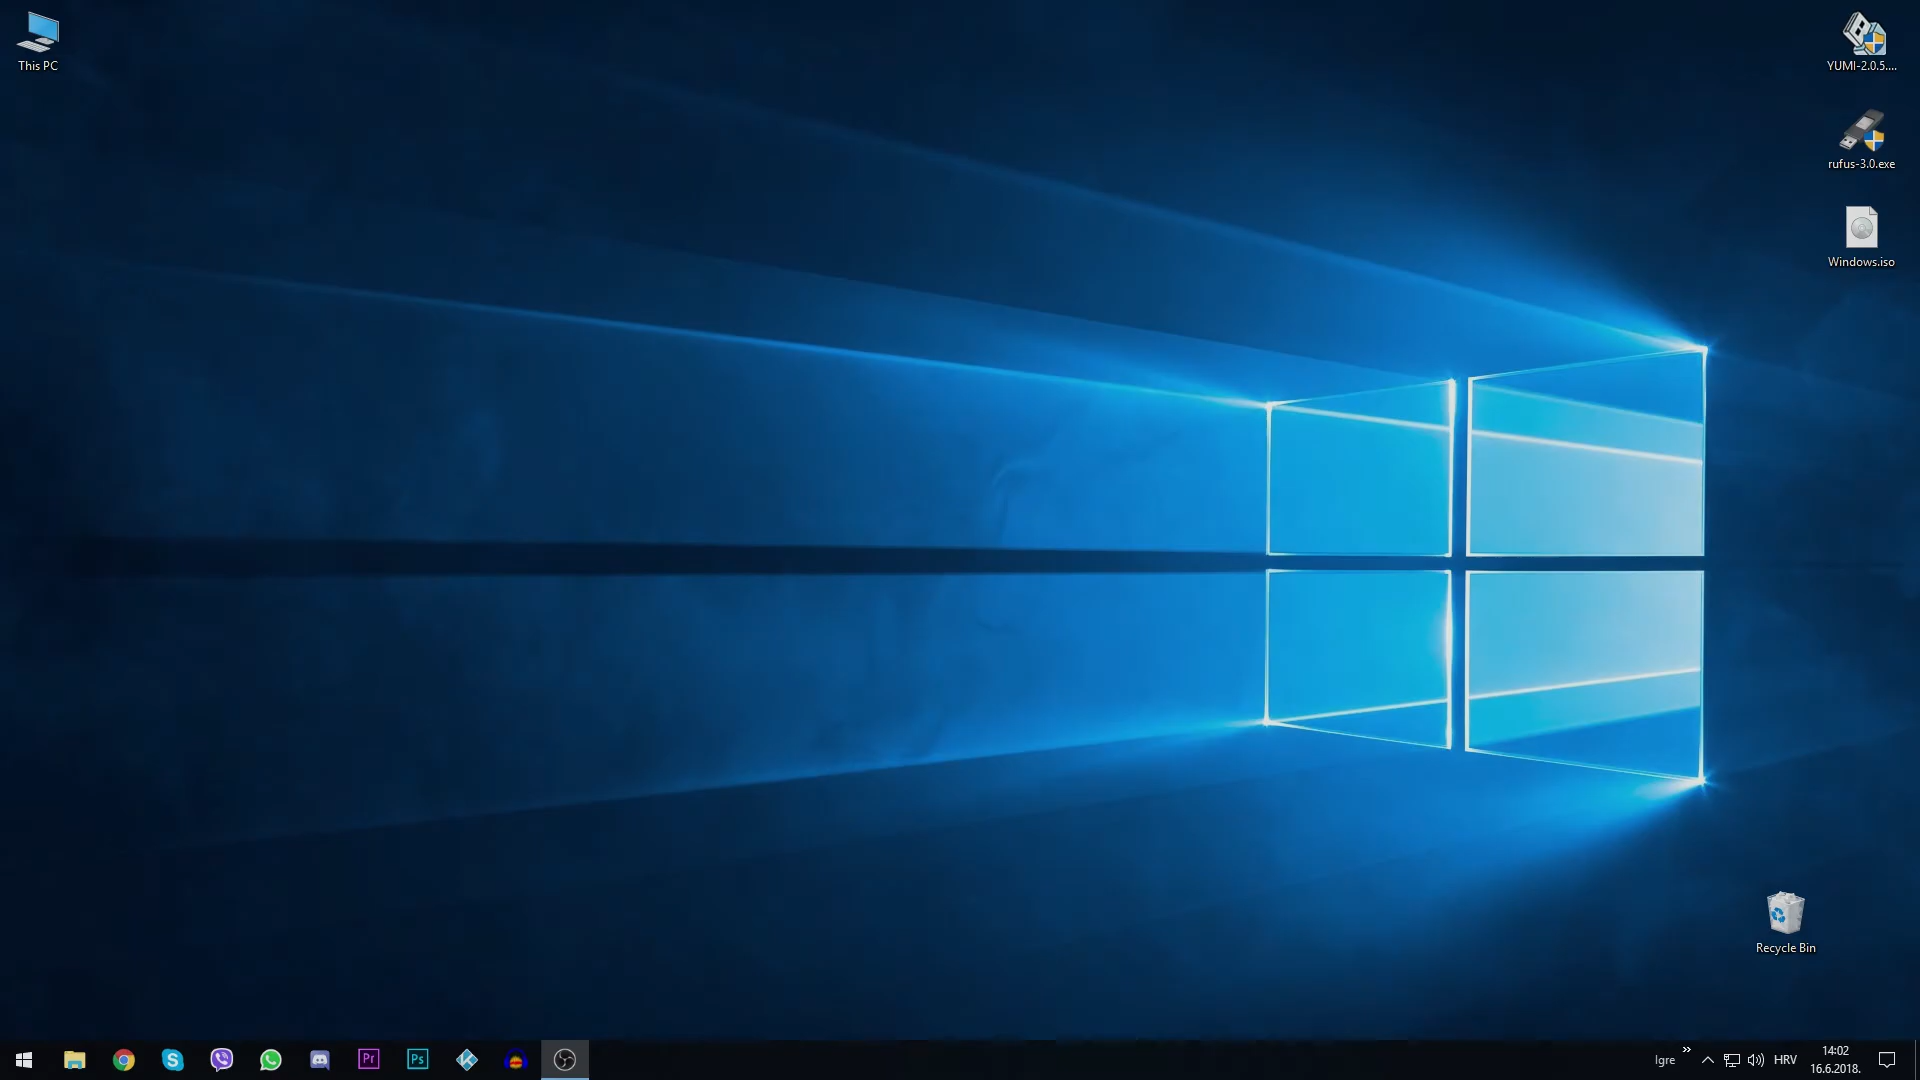 This PC
YUMI-2.0.5....
rufus-3.0.exe
Windows.iso
Recycle Bin
Pr
Ps
Igre
HRV
14:02
16.6.2018.